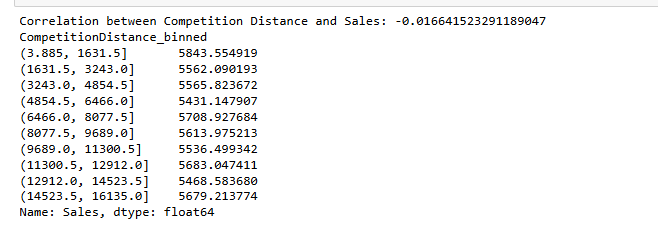 Correlation between Competition Distance and Sales: -0.016641523291189047
CompetitionDistance_binned
(3.885, 1631.5]       5843.554919
(1631.5, 3243.0]      5562.090193
(3243.0, 4854.5]      5565.823672
(4854.5, 6466.0]      5431.147907
(6466.0, 8077.5]      5708.927684
(8077.5, 9689.0]      5613.975213
(9689.0, 11300.5]     5536.499342
(11300.5, 12912.0]    5683.047411
(12912.0, 14523.5]    5468.583680
(14523.5, 16135.0]    5679.213774
Name: Sales, dtype: float64